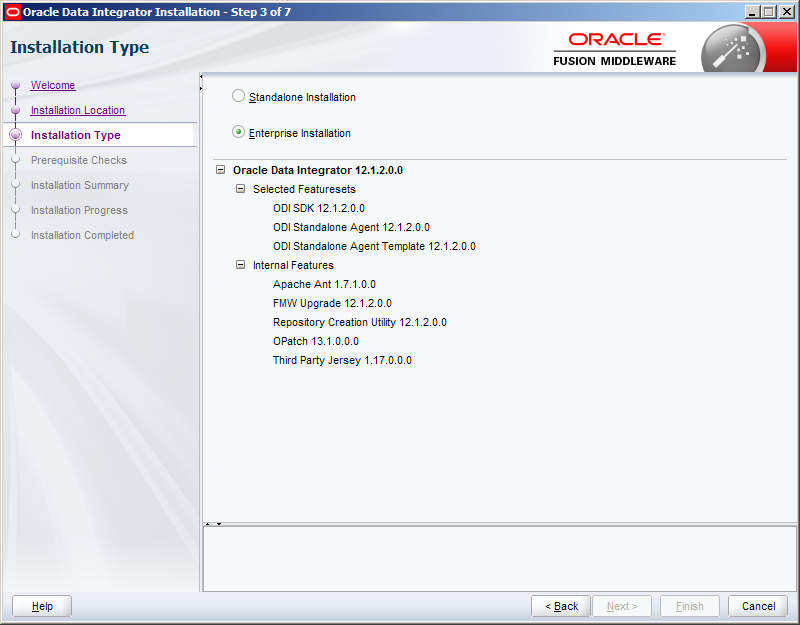 Oracle Data Integrator Installation - Step 3 of 7
Installation Type
ORACLE
FUSION MIDDLEWARE
Welcome
Installation Location
Installation Type
Prerequisite Checks
Installation Summary
Installation Progress
Installation Completed
Standalone Installation
Enterprise Installation
Oracle Data Integrator 12.1.2.0.0
Selected Featuresets
ODI SDK 12.1.2.0.0
ODI Standalone Agent 12.1.2.0.0
ODI Standalone Agent Template 12.1.2.0.0
Internal Features
Apache Ant 1.7.1.0.0
FMW Upgrade 12.1.2.0.0
Repository Creation Utility 12.1.2.0.0
OPatch 13.1.0.0.0
Third Party Jersey 1.17.0.0.0
Help
< Back
Next >
Finish
Cancel